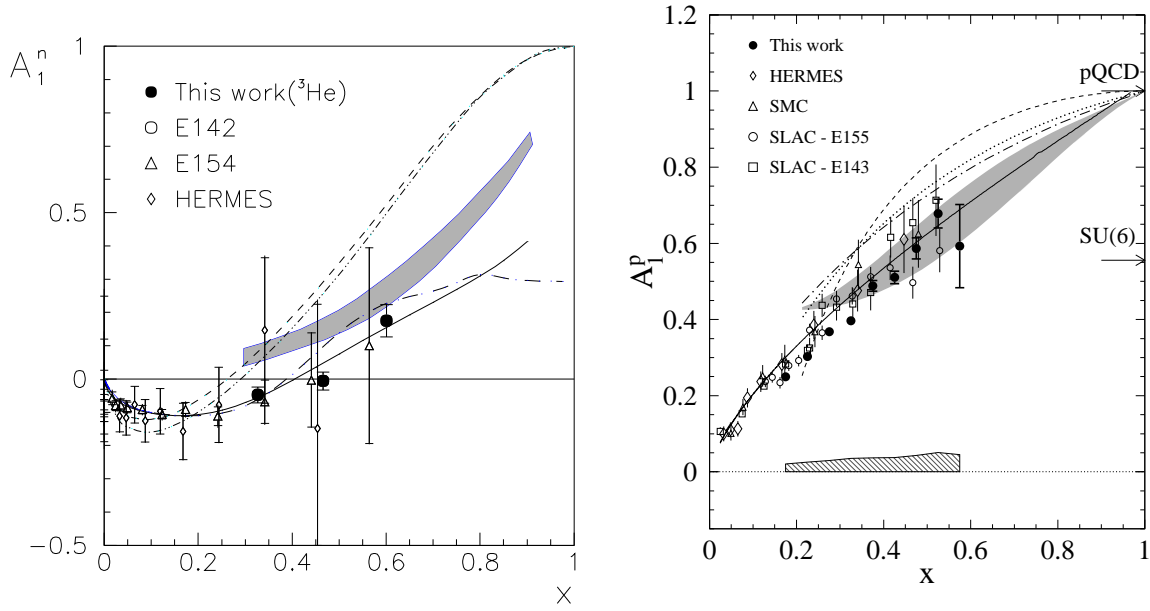 A₁ⁿ
1
0.5
0
−0.5
This work(³He)
E142
E154
HERMES
0 0.2 0.4 0.6 0.8 1
X
A₁ᵖ
1.2
1
0.8
0.6
0.4
0.2
0
This work
HERMES
SMC
SLAC - E155
SLAC - E143
pQCD
SU(6)
0 0.2 0.4 0.6 0.8 1
x